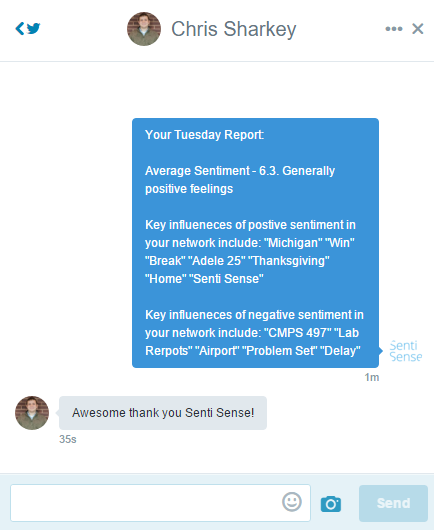 Chris Sharkey
Your Tuesday Report:
Average Sentiment - 6.3. Generally
positive feelings
Key influeneces of postive sentiment in
your network include: "Michigan" "Win"
"Break" "Adele 25" "Thanksgiving"
"Home" "Senti Sense"
Key influeneces of negative sentiment in
your network include: "CMPS 497" "Lab
Rerpots" "Airport" "Problem Set" "Delay"
Senti
Sense
1m
Awesome thank you Senti Sense!
35s
Send